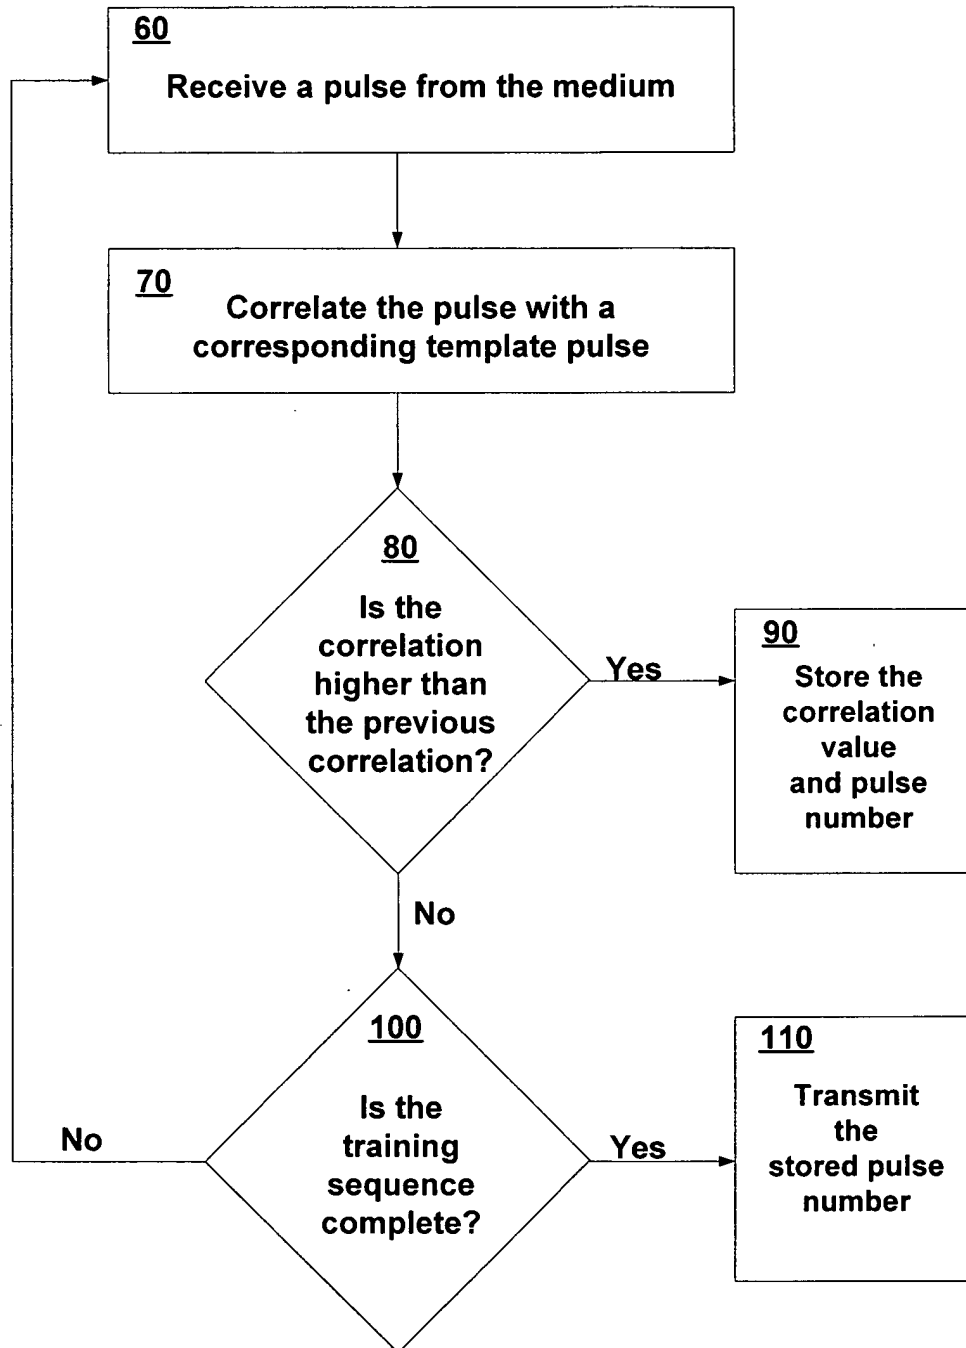 60
Receive a pulse from the medium
70
Correlate the pulse with a
corresponding template pulse
80
Is the
correlation
higher than
the previous
correlation?
Yes
90
Store the
correlation
value
and pulse
number
No
100
Is the
training
sequence
complete?
No
Yes
110
Transmit
the
stored pulse
number